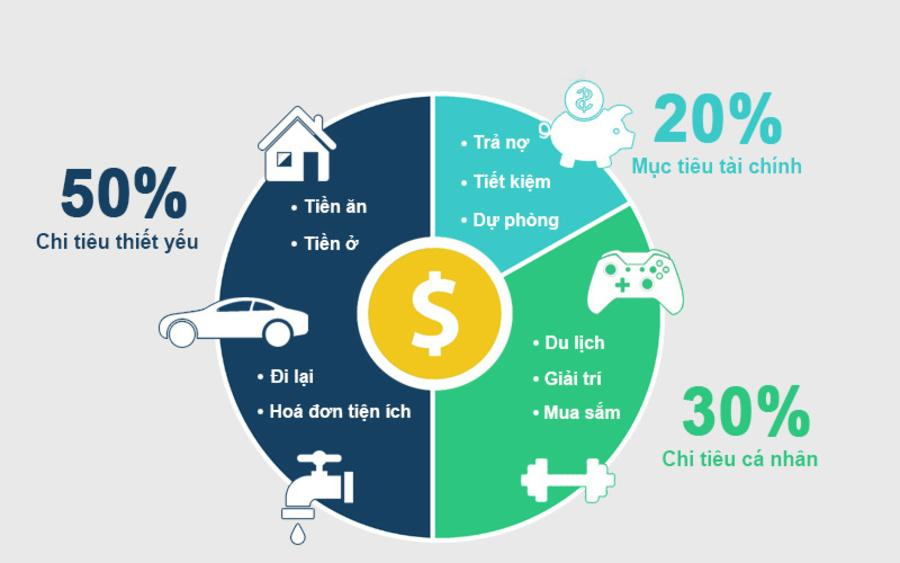 50%
Chi tiêu thiết yếu
• Tiền ăn
• Tiền ở
• Đi lại
• Hoá đơn tiện ích
20%
Mục tiêu tài chính
• Trả nợ
• Tiết kiệm
• Dự phòng
$
30%
Chi tiêu cá nhân
• Du lịch
• Giải trí
• Mua sắm